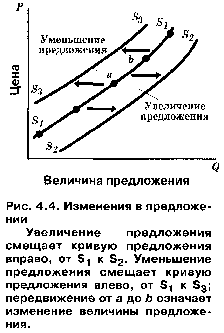 P
S3
S1
Уменьшение
предложения
b
S2
a
Цена
S3
Увеличение
предложения
S1
S2
Q
Величина предложения
Рис. 4.4. Изменения в предложе-
нии
Увеличение предложения
смещает кривую предложения
вправо, от S1 к S2. Уменьшение
предложения смещает кривую
предложения влево, от S1 к S3;
передвижение от a до b означает
изменение величины предложе-
ния.